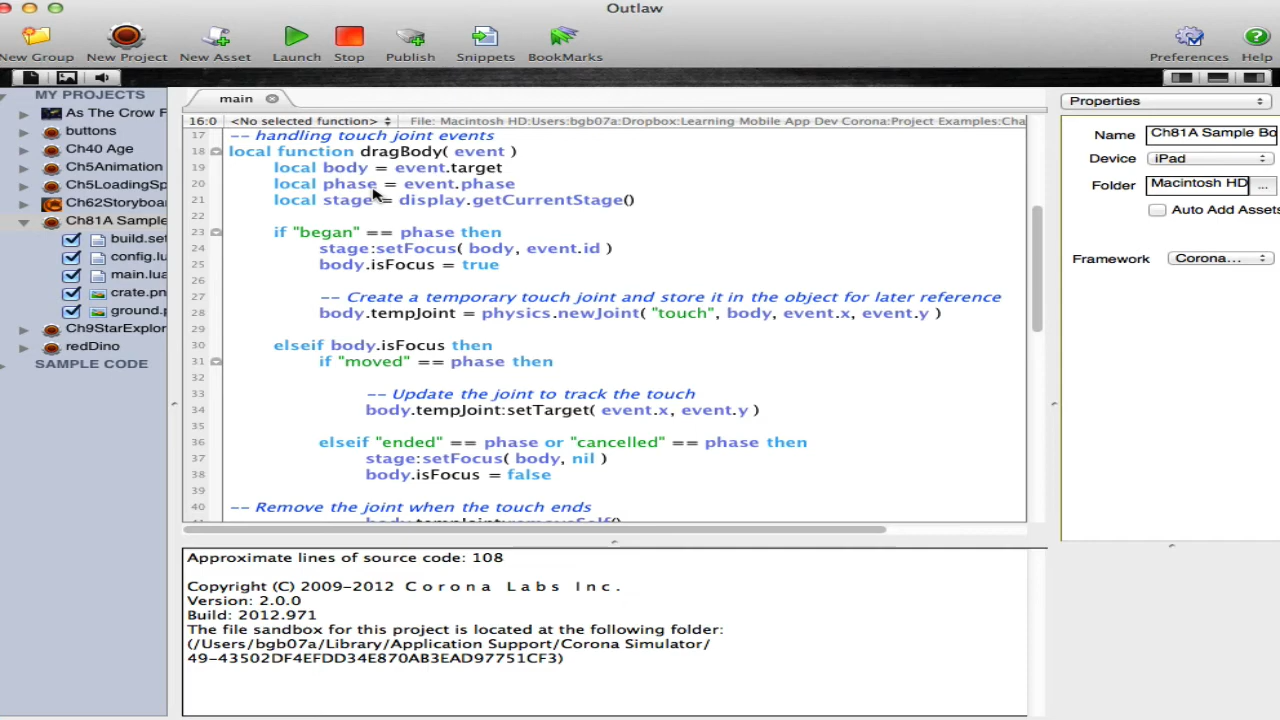 Outlaw
New Group New Project New Asset Launch Stop Publish Snippets BookMarks Preferences Help
MY PROJECTS
As The Crow F
buttons
Ch40 Age
Ch5Animation
Ch5LoadingSp
Ch62Storyboa
Ch81A Sample
build.set
config.lu
main.lua
crate.pn
ground.p
Ch9StarExplor
redDino
SAMPLE CODE
main
16:0 <No selected function> File: Macintosh HD:Users:bgb07a:Dropbox:Learning Mobile App Dev Corona:Project Examples:Cha
17 -- handling touch joint events
18 local function dragBody( event )
19 local body = event.target
20 local phase = event.phase
21 local stage = display.getCurrentStage()
22
23 if "began" == phase then
24 stage:setFocus( body, event.id )
25 body.isFocus = true
26
27 -- Create a temporary touch joint and store it in the object for later reference
28 body.tempJoint = physics.newJoint( "touch", body, event.x, event.y )
29
30 elseif body.isFocus then
31 if "moved" == phase then
32
33 -- Update the joint to track the touch
34 body.tempJoint:setTarget( event.x, event.y )
35
36 elseif "ended" == phase or "cancelled" == phase then
37 stage:setFocus( body, nil )
38 body.isFocus = false
39
40 -- Remove the joint when the touch ends
body.tempJoint:removeSelf()
Approximate lines of source code: 108
Copyright (C) 2009-2012 C o r o n a L a b s I n c .
Version: 2.0.0
Build: 2012.971
The file sandbox for this project is located at the following folder:
(/Users/bgb07a/Library/Application Support/Corona Simulator/
49-43502DF4EFDD34E870AB3EAD97751CF3)
Properties
Name Ch81A Sample Bo
Device iPad
Folder Macintosh HD ...
Auto Add Assets
Framework Corona...